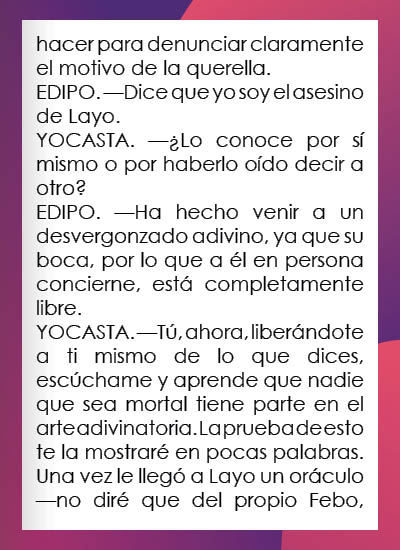 hacer para denunciar claramente
el motivo de la querella.
EDIPO. —Dice que yo soy el asesino
de Layo.
YOCASTA. —¿Lo conoce por sí
mismo o por haberlo oído decir a
otro?
EDIPO. —Ha hecho venir a un
desvergonzado adivino, ya que su
boca, por lo que a él en persona
concierne, está completamente
libre.
YOCASTA. —Tú, ahora, liberándote
a ti mismo de lo que dices,
escúchame y aprende que nadie
que sea mortal tiene parte en el
arte adivinatoria. La prueba de esto
te la mostraré en pocas palabras.
Una vez le llegó a Layo un oráculo
—no diré que del propio Febo,